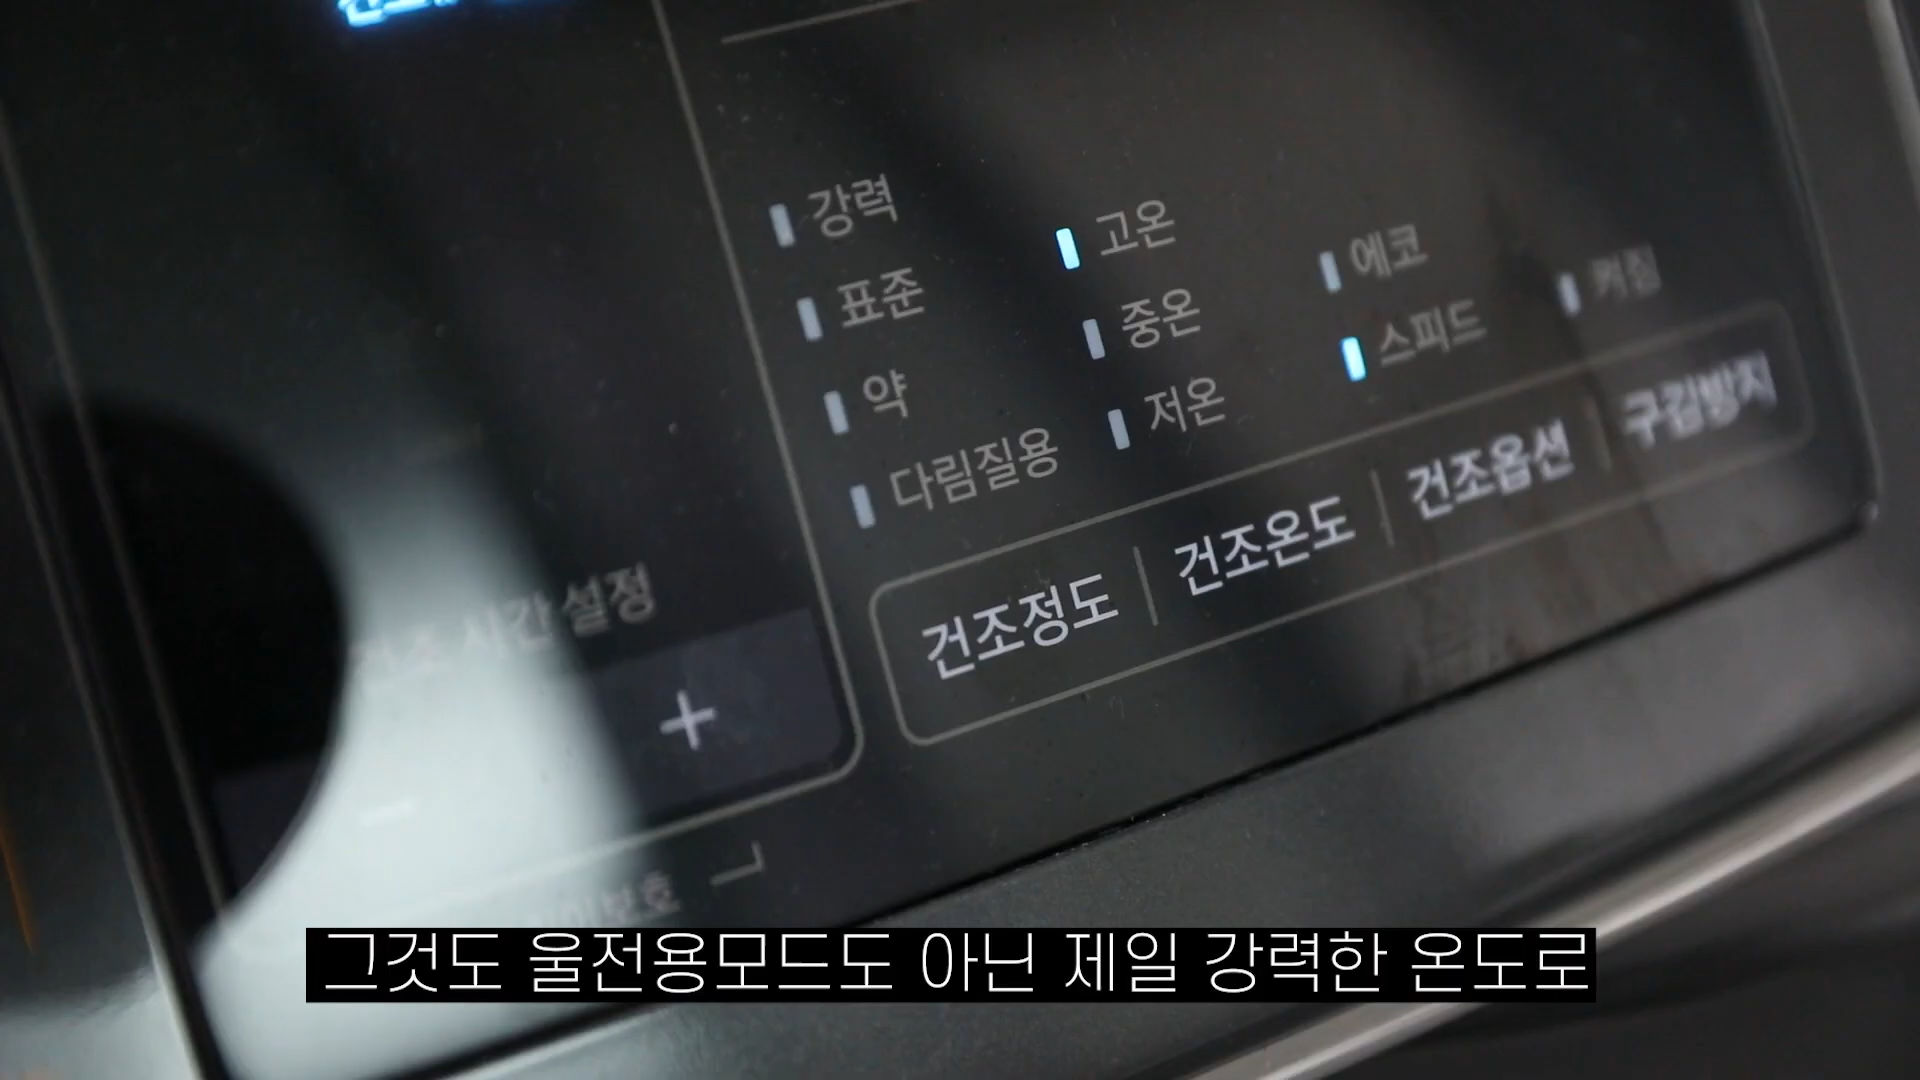 강력
표준
약
다림질용
고온
중온
저온
에코
스피드
켜짐
건조정도 | 건조온도 | 건조옵션 | 구김방지
시간 설정
+
그것도 울전용모드도 아닌 제일 강력한 온도로